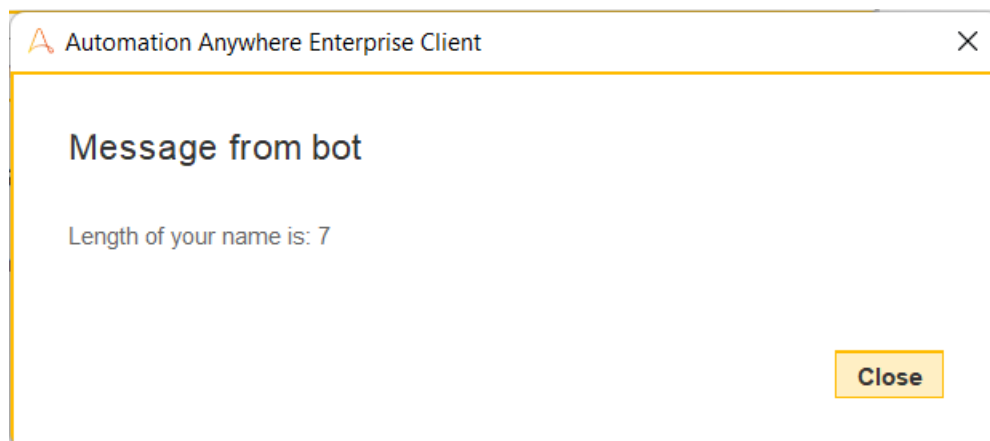 Automation Anywhere Enterprise Client
Message from bot
Length of your name is: 7
Close